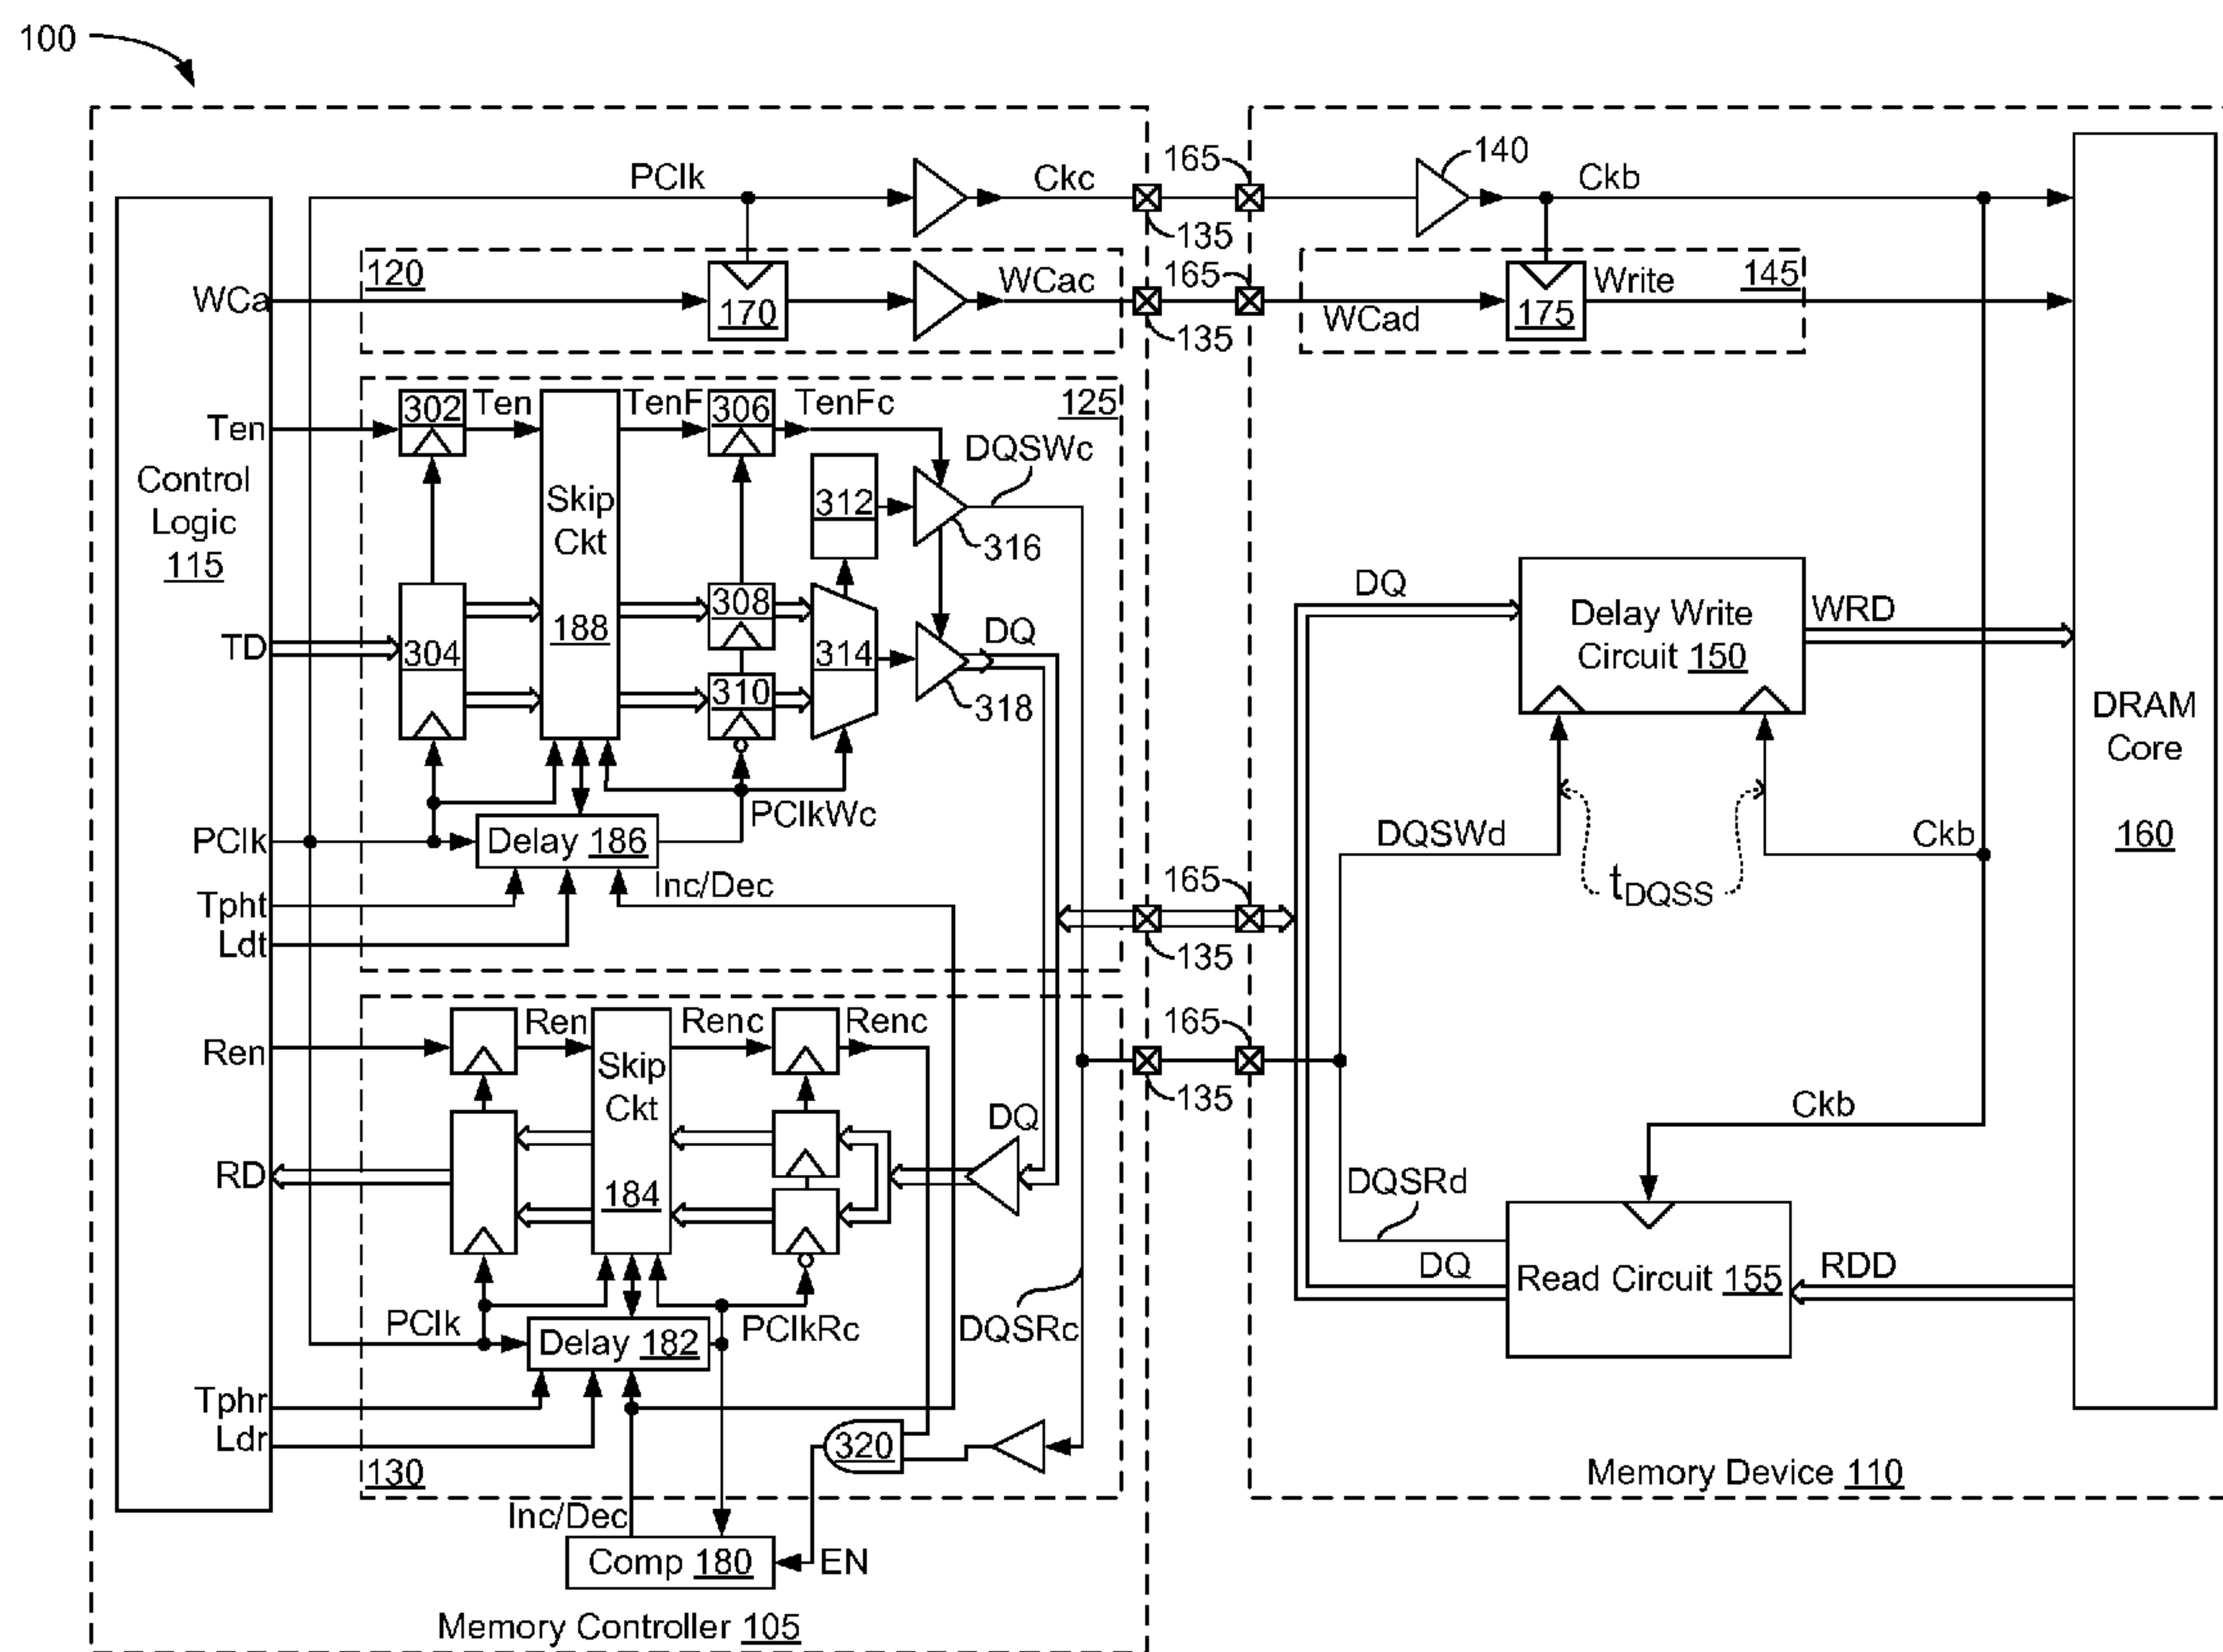 100
PClk
Ckc
165
135
140
Ckb
120
WCa
170
WCac
165
135
WCad
175
Write
145
Control
Logic
115
Ten
302
Ten
TenF
306
TenFc
125
DQSWc
Skip
Ckt
188
312
316
TD
304
308
310
314
DQ
318
PClkWc
PClk
Delay 186
Inc/Dec
Tpht
Ldt
DQ
Delay Write
Circuit 150
WRD
DQSWd
tDQSS
Ckb
DRAM
Core
160
165
135
Ren
Ren
Renc
Renc
Skip
Ckt
184
165
135
DQ
RD
Ckb
DQSRd
DQ
Read Circuit 155
RDD
PClk
Delay 182
PClkRc
DQSRc
Tphr
Ldr
320
130
Inc/Dec
Comp 180
EN
Memory Controller 105
Memory Device 110